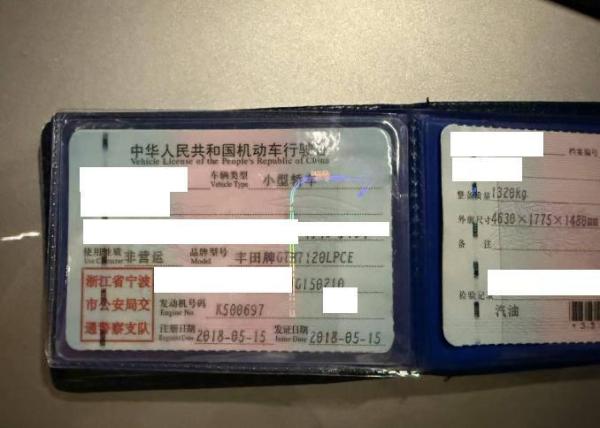 中华人民共和国机动车行驶证
Vehicle License of the People's Republic of China
车辆类型 小型轿车
Vehicle Type
使用性质 非营运 品牌型号 丰田牌GTM7120LPCE
Use Character Model
浙江省宁波
市公安局交
通警察支队
G150210
发动机号码 K500697
Engine No.
注册日期 2018-05-15 发证日期 2018-05-15
Register Date Issue Date
档案编号
整备质量 1320kg
外廓尺寸 4630×1775×1480mm
备 注
检验记录
汽油